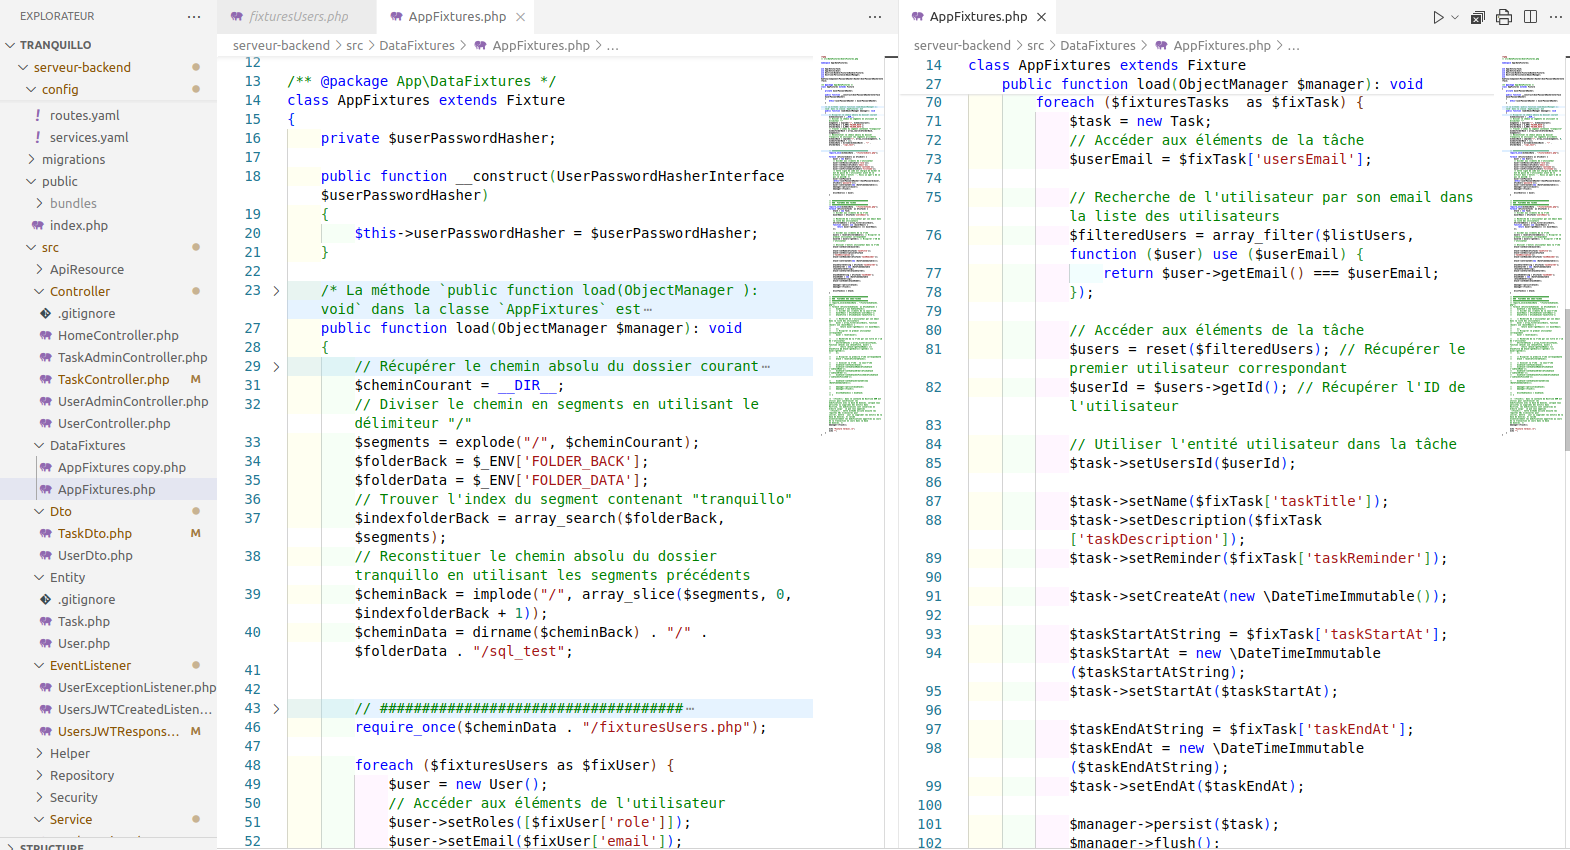 EXPLORATEUR
TRANQUILLO
serveur-backend
config
routes.yaml
services.yaml
migrations
public
bundles
index.php
src
ApiResource
Controller
.gitignore
HomeController.php
TaskAdminController.php
TaskController.php M
UserAdminController.php
UserController.php
DataFixtures
AppFixtures copy.php
AppFixtures.php
Dto
TaskDto.php M
UserDto.php
Entity
.gitignore
Task.php
User.php
EventListener
UserExceptionListener.php
UsersJWTCreatedListen...
UsersJWTRespons... M
Helper
Repository
Security
Service
STRUCTURE
fixturesUsers.php
AppFixtures.php
serveur-backend > src > DataFixtures > AppFixtures.php > ...
12
13 /** @package App\DataFixtures */
14 class AppFixtures extends Fixture
15 {
16 private $userPasswordHasher;
17
18 public function __construct(UserPasswordHasherInterface
$userPasswordHasher)
19 {
20 $this->userPasswordHasher = $userPasswordHasher;
21 }
22
23 /* La méthode `public function load(ObjectManager ):
void` dans la classe `AppFixtures` est…
27 public function load(ObjectManager $manager): void
28 {
29 // Récupérer le chemin absolu du dossier courant…
31 $cheminCourant = __DIR__;
32 // Diviser le chemin en segments en utilisant le
délimiteur "/"
33 $segments = explode("/", $cheminCourant);
34 $folderBack = $_ENV['FOLDER_BACK'];
35 $folderData = $_ENV['FOLDER_DATA'];
36 // Trouver l'index du segment contenant "tranquillo"
37 $indexfolderBack = array_search($folderBack,
$segments);
38 // Reconstituer le chemin absolu du dossier
tranquillo en utilisant les segments précédents
39 $cheminBack = implode("/", array_slice($segments, 0,
$indexfolderBack + 1));
40 $cheminData = dirname($cheminBack) . "/" .
$folderData . "/sql_test";
41
42
43 // ####################################…
46 require_once($cheminData . "/fixturesUsers.php");
47
48 foreach ($fixturesUsers as $fixUser) {
49 $user = new User();
50 // Accéder aux éléments de l'utilisateur
51 $user->setRoles([$fixUser['role']]);
52 $user->setEmail($fixUser['email']);
AppFixtures.php
serveur-backend > src > DataFixtures > AppFixtures.php > ...
14 class AppFixtures extends Fixture
27 public function load(ObjectManager $manager): void
70 foreach ($fixturesTasks as $fixTask) {
71 $task = new Task;
72 // Accéder aux éléments de la tâche
73 $userEmail = $fixTask['usersEmail'];
74
75 // Recherche de l'utilisateur par son email dans
la liste des utilisateurs
76 $filteredUsers = array_filter($listUsers,
function ($user) use ($userEmail) {
77 return $user->getEmail() === $userEmail;
78 });
79
80 // Accéder aux éléments de la tâche
81 $users = reset($filteredUsers); // Récupérer le
premier utilisateur correspondant
82 $userId = $users->getId(); // Récupérer l'ID de
l'utilisateur
83
84 // Utiliser l'entité utilisateur dans la tâche
85 $task->setUsersId($userId);
86
87 $task->setName($fixTask['taskTitle']);
88 $task->setDescription($fixTask
['taskDescription']);
89 $task->setReminder($fixTask['taskReminder']);
90
91 $task->setCreateAt(new \DateTimeImmutable());
92
93 $taskStartAtString = $fixTask['taskStartAt'];
94 $taskStartAt = new \DateTimeImmutable
($taskStartAtString);
95 $task->setStartAt($taskStartAt);
96
97 $taskEndAtString = $fixTask['taskEndAt'];
98 $taskEndAt = new \DateTimeImmutable
($taskEndAtString);
99 $task->setEndAt($taskEndAt);
100
101 $manager->persist($task);
102 $manager->flush();